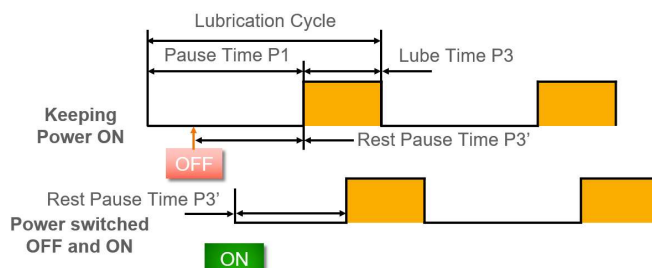 Lubrication Cycle
Pause Time P1
Lube Time P3
Keeping
Power ON
Rest Pause Time P3'
OFF
Rest Pause Time P3'
Power switched
OFF and ON
ON